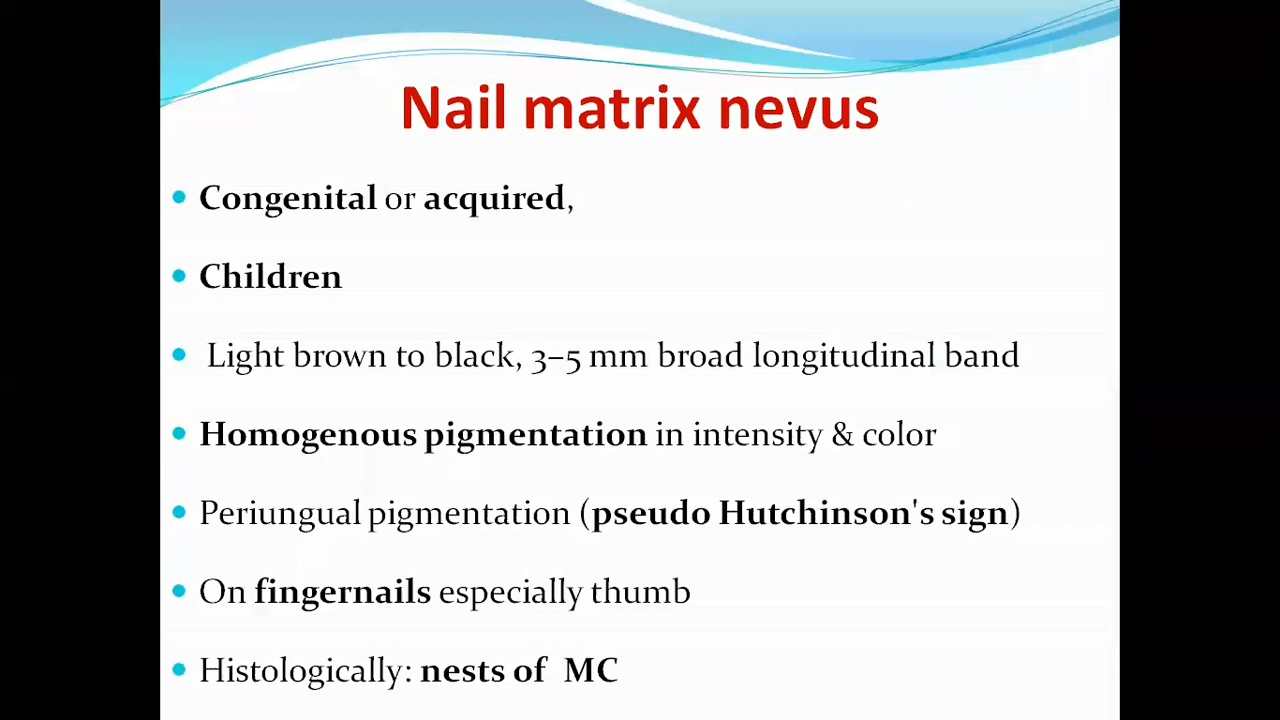 Nail matrix nevus
• Congenital or acquired,
• Children
• Light brown to black, 3–5 mm broad longitudinal band
• Homogenous pigmentation in intensity & color
• Periungual pigmentation (pseudo Hutchinson's sign)
• On fingernails especially thumb
• Histologically: nests of MC